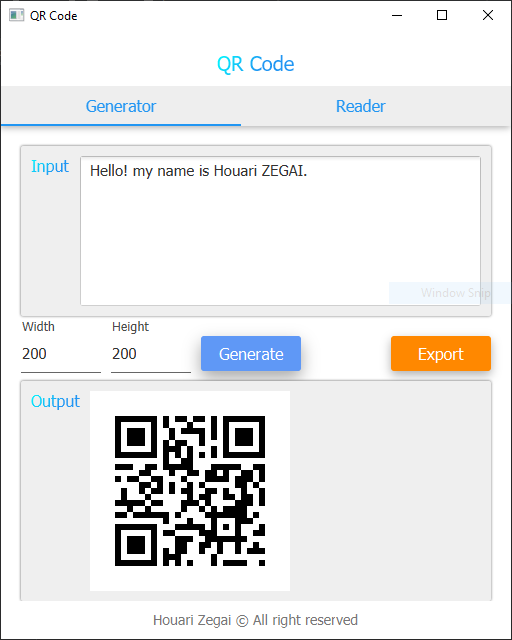 QR Code
QR Code
Generator Reader
Input
Hello! my name is Houari ZEGAI.
Window Snip
Width Height
200 200 Generate Export
Output
Houari Zegai © All right reserved